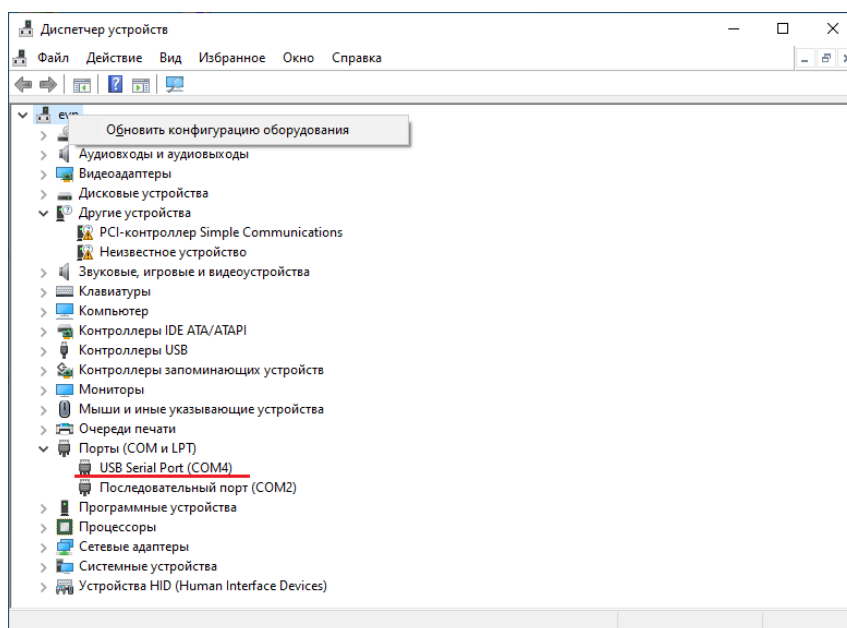 Диспетчер устройств
Файл Действие Вид Избранное Окно Справка
Обновить конфигурацию оборудования
Аудиовходы и аудиовыходы
Видеоадаптеры
Дисковые устройства
Другие устройства
PCI-контроллер Simple Communications
Неизвестное устройство
Звуковые, игровые и видеоустройства
Клавиатуры
Компьютер
Контроллеры IDE ATA/ATAPI
Контроллеры USB
Контроллеры запоминающих устройств
Мониторы
Мыши и иные указывающие устройства
Очереди печати
Порты (COM и LPT)
USB Serial Port (COM4)
Последовательный порт (COM2)
Программные устройства
Процессоры
Сетевые адаптеры
Системные устройства
Устройства HID (Human Interface Devices)